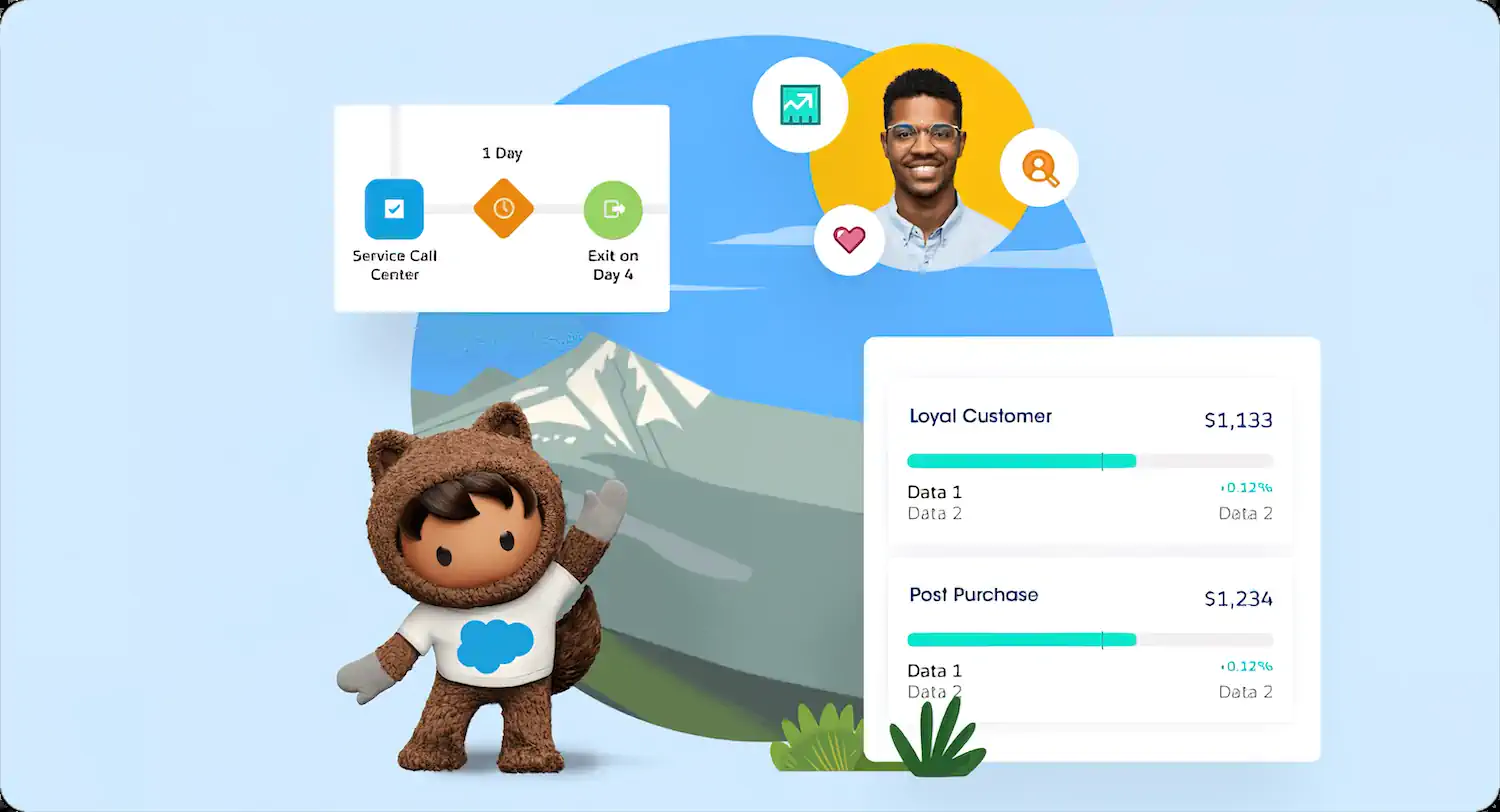 1 Day
Service Call
Center
Exit on
Day 4
Loyal Customer
$1,133
+0.12%
Data 1
Data 2
Data 2
Post Purchase
$1,234
+0.12%
Data 1
Data 2
Data 2